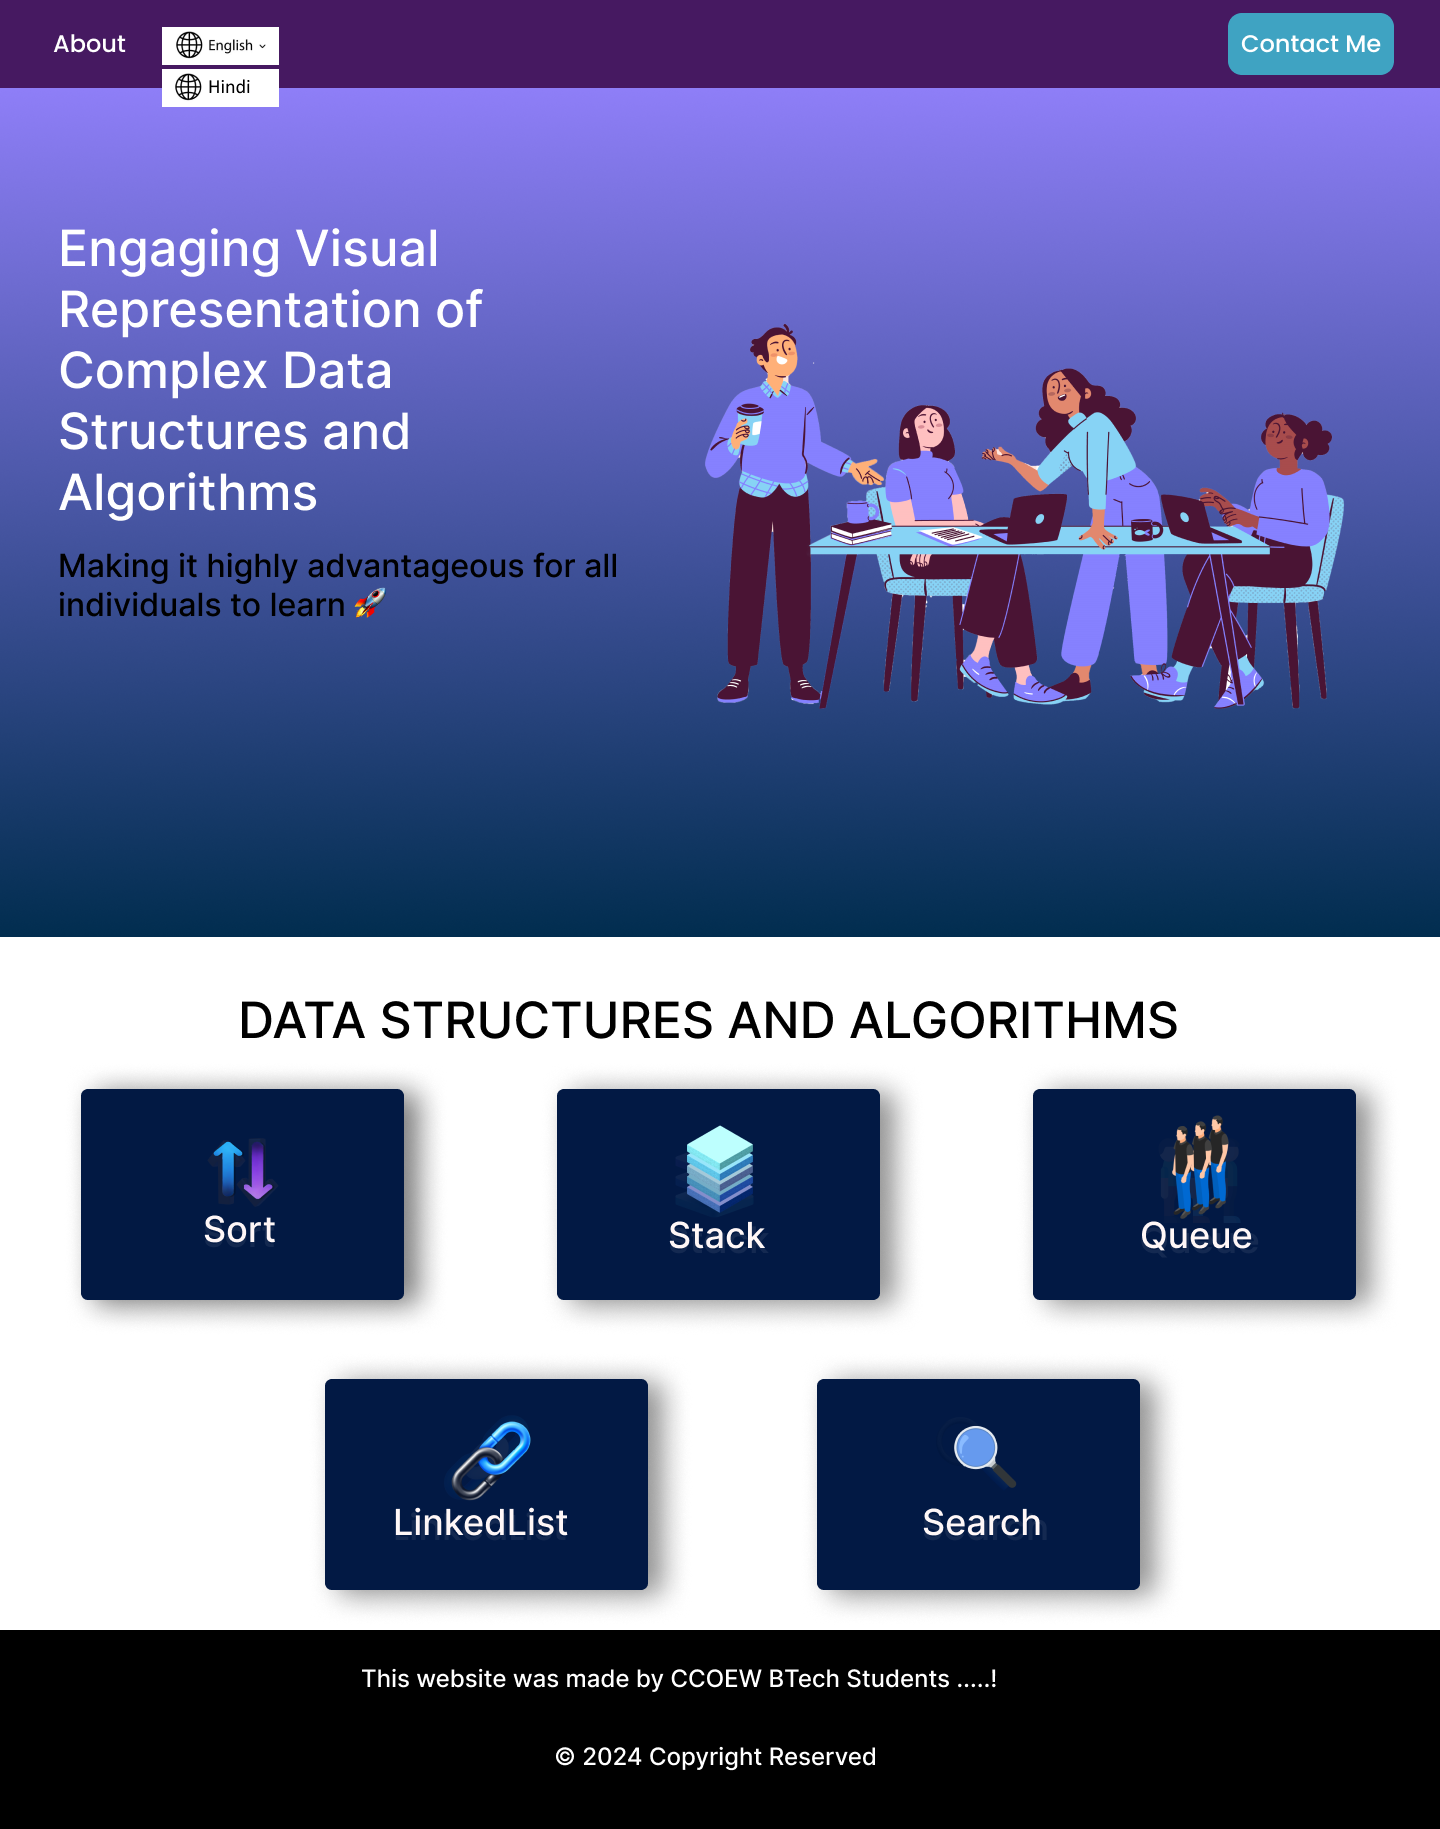 About
English
Hindi
Contact Me
Engaging Visual
Representation of
Complex Data
Structures and
Algorithms
Making it highly advantageous for all
individuals to learn 🚀
DATA STRUCTURES AND ALGORITHMS
Sort
Stack
Queue
LinkedList
Search
This website was made by CCOEW BTech Students .....!
© 2024 Copyright Reserved